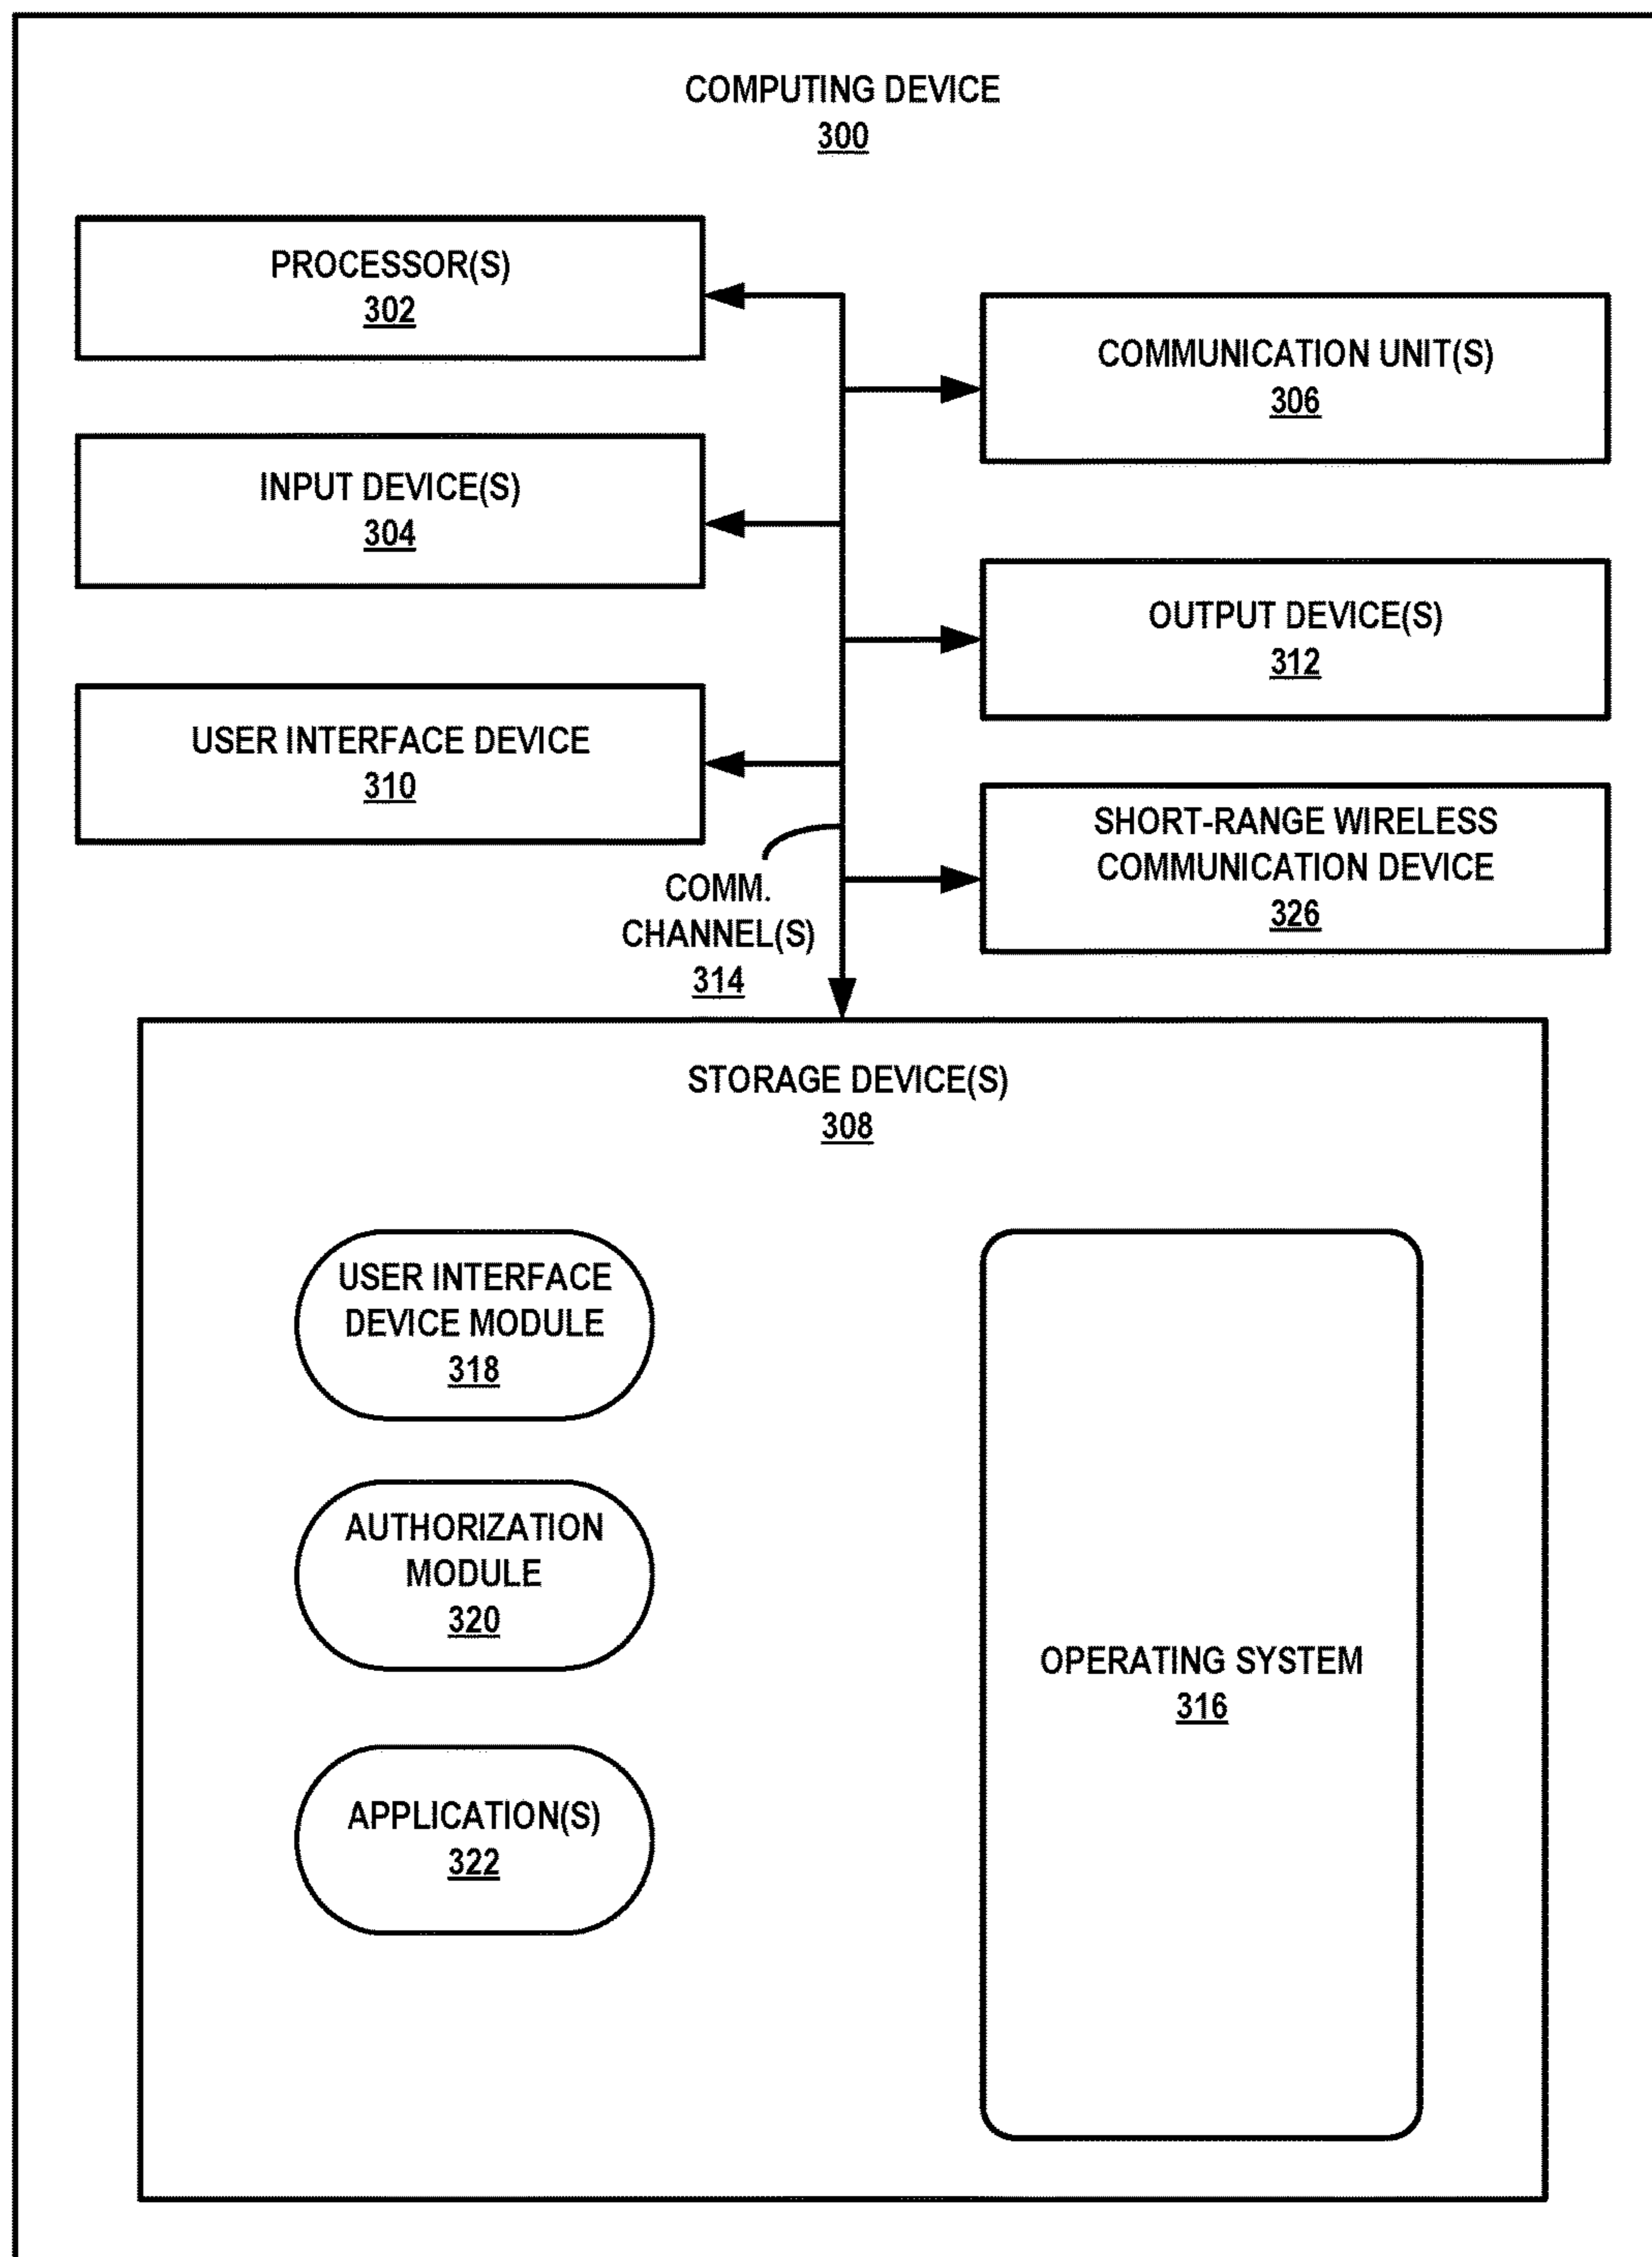 COMPUTING DEVICE
300
PROCESSOR(S)
302
COMMUNICATION UNIT(S)
306
INPUT DEVICE(S)
304
OUTPUT DEVICE(S)
312
USER INTERFACE DEVICE
310
SHORT-RANGE WIRELESS
COMMUNICATION DEVICE
326
COMM.
CHANNEL(S)
314
STORAGE DEVICE(S)
308
USER INTERFACE
DEVICE MODULE
318
AUTHORIZATION
MODULE
320
OPERATING SYSTEM
316
APPLICATION(S)
322